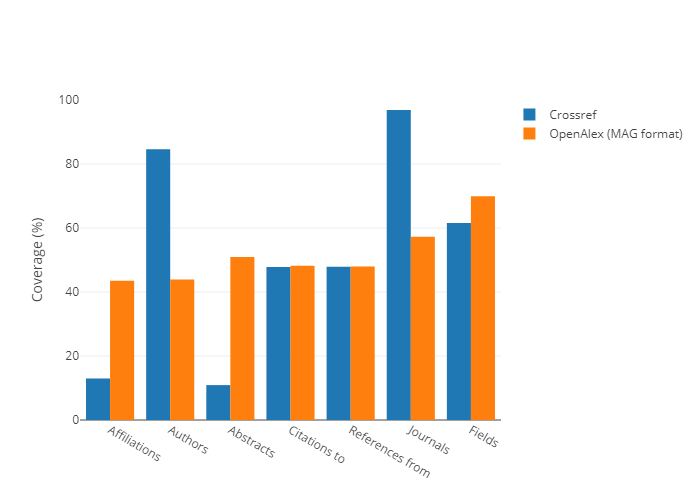 100
80
60
40
20
0
Coverage (%)
Affiliations
Authors
Abstracts
Citations to
References from
Journals
Fields
Crossref
OpenAlex (MAG format)